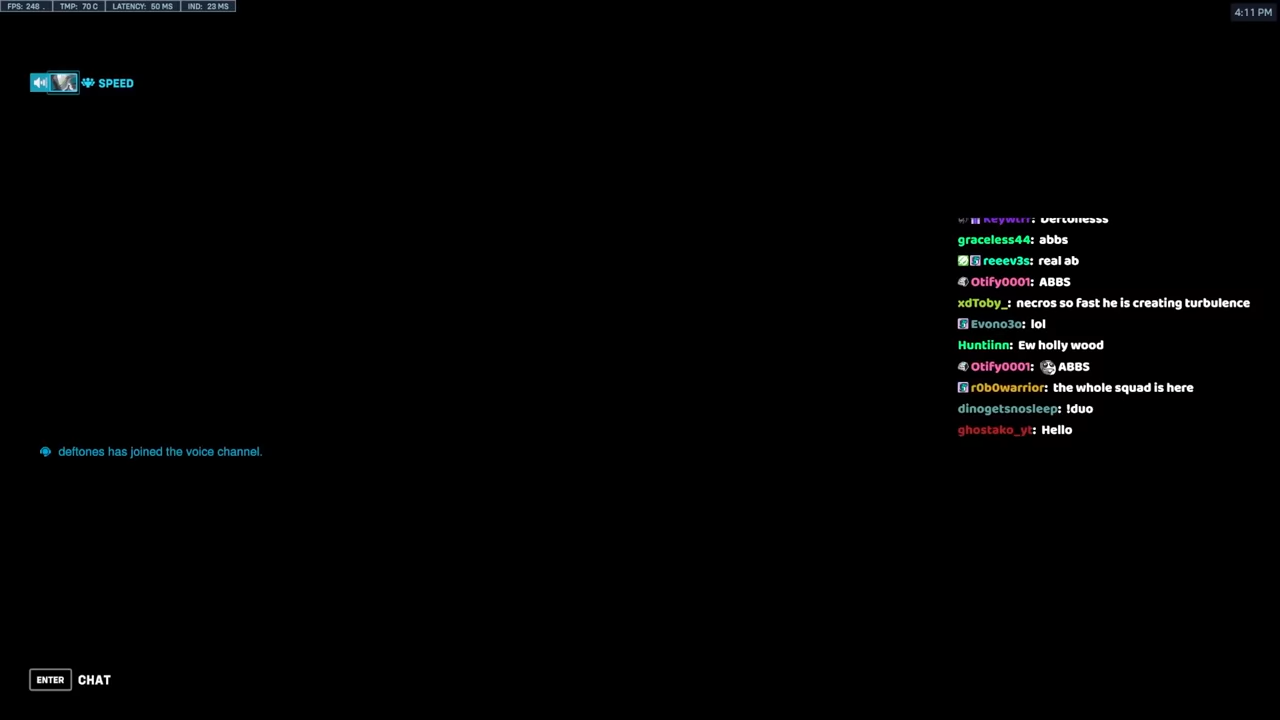 FPS: 248 . TMP: 70 C LATENCY: 50 MS IND: 23 MS
4:11 PM
SPEED
Keywtrr: Deftonesss
graceless44: abbs
reeev3s: real ab
Otify0001: ABBS
xdToby_: necros so fast he is creating turbulence
Evono3o: lol
Huntiinn: Ew holly wood
Otify0001: ABBS
r0b0warrior: the whole squad is here
dinogetsnosleep: !duo
ghostako_yt: Hello
deftones has joined the voice channel.
ENTER CHAT